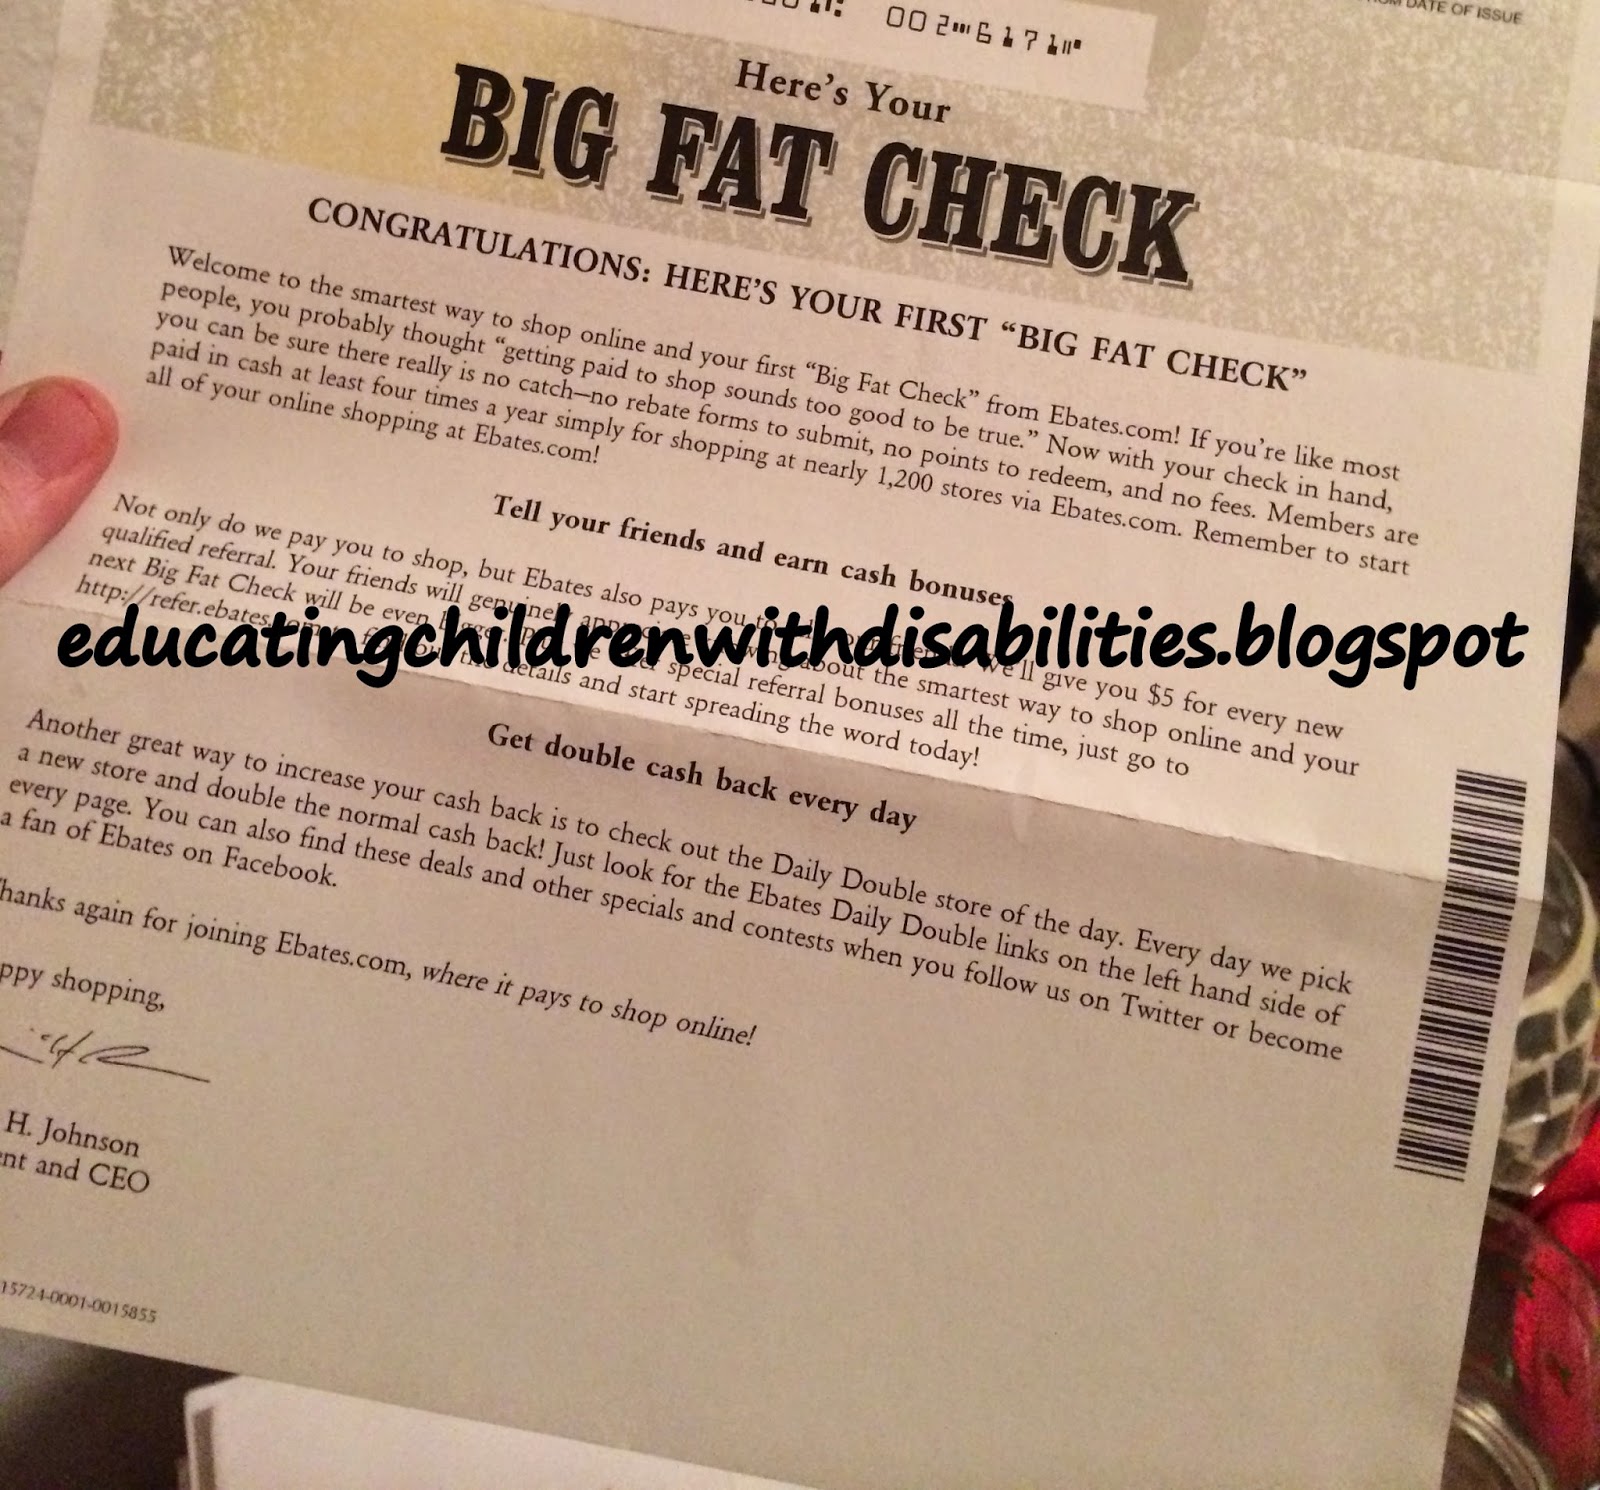 FROM DATE OF ISSUE
002 6171
Here's Your
BIG FAT CHECK
CONGRATULATIONS: HERE'S YOUR FIRST “BIG FAT CHECK”
Welcome to the smartest way to shop online and your first “Big Fat Check” from Ebates.com! If you're like most
people, you probably thought “getting paid to shop sounds too good to be true.” Now with your check in hand,
you can be sure there really is no catch—no rebate forms to submit, no points to redeem, and no fees. Members are
paid in cash at least four times a year simply for shopping at nearly 1,200 stores via Ebates.com. Remember to start
all of your online shopping at Ebates.com!
Tell your friends and earn cash bonuses
Not only do we pay you to shop, but Ebates also pays you to We'll give you $5 for every new
qualified referral. Your friends will genuinely about the smartest way to shop online and your
next Big Fat Check will be even special referral bonuses all the time, just go to
http://refer.ebates.com the details and start spreading the word today!
educatingchildrenwithdisabilities.blogspot
Get double cash back every day
Another great way to increase your cash back is to check out the Daily Double store of the day. Every day we pick
a new store and double the normal cash back! Just look for the Ebates Daily Double links on the left hand side of
every page. You can also find these deals and other specials and contests when you follow us on Twitter or become
a fan of Ebates on Facebook.
hanks again for joining Ebates.com, where it pays to shop online!
ppy shopping,
H. Johnson
ent and CEO
15724-0001-0015855